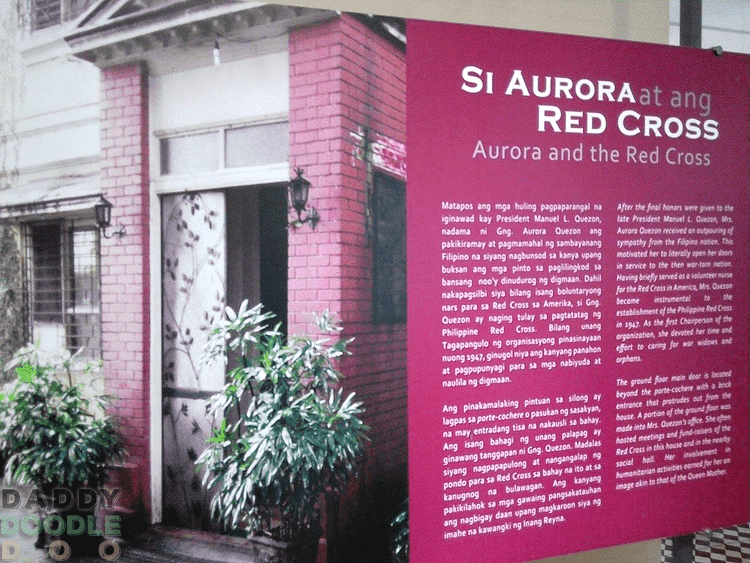 SI AURORA at ang
RED CROSS
Aurora and the Red Cross
Matapos ang mga huling pagpaparangal na
iginawad kay President Manuel L. Quezon,
nadama ni Gng. Aurora Quezon ang
pakikiramay at pagmamahal ng sambayanang
Filipino na siyang nagbunsod sa kanya upang
buksan ang mga pinto sa paglilingkod sa
bansang noo'y dinudurog ng digmaan. Dahil
nakapagsilbi siya bilang isang boluntaryong
nars para sa Red Cross sa Amerika, si Gng.
Quezon ay naging tulay sa pagtatatag ng
Philippine Red Cross. Bilang unang
Tagapangulo ng organisasyong pinasinayaan
nuong 1947, ginugol niya ang kanyang panahon
at pagpupunyagi para sa mga nabiyuda at
naulila ng digmaan.
Ang pinakamalaking pintuan sa silong ay
lagpas sa porte-cochere o pasukan ng sasakyan,
na may entradang tisa na nakausli sa bahay.
Ang isang bahagi ng unang palapag ay
ginawang tanggapan ni Gng. Quezon. Madalas
siyang nagpapapulong at nangangalap ng
pondo para sa Red Cross sa bahay na ito at sa
kanugnog na bulawagan. Ang kanyang
pakikilahok sa mga gawaing pangsakatauhan
ang nagbigay daan upang magkaroon siya ng
imahe na kawangki ng Inang Reyna.
After the final honors were given to the
late President Manuel L. Quezon, Mrs.
Aurora Quezon received an outpouring of
sympathy from the Filipino nation. This
motivated her to literally open her doors
in service to the then war-torn nation.
Having briefly served as a volunteer nurse
for the Red Cross in America, Mrs. Quezon
became instrumental to the
establishment of the Philippine Red Cross
in 1947. As the first Chairperson of the
organization, she devoted her time and
effort to caring for war widows and
orphans.
The ground floor main door is located
beyond the porte-cochere with a brick
entrance that protrudes out from the
house. A portion of the ground floor was
made into Mrs. Quezon's office. She often
hosted meetings and fund-raisers of the
Red Cross in this house and in the nearby
social hall. Her involvement in
humanitarian activities earned for her an
image akin to that of the Queen Mother.
DADDY
DOODLE
DOO